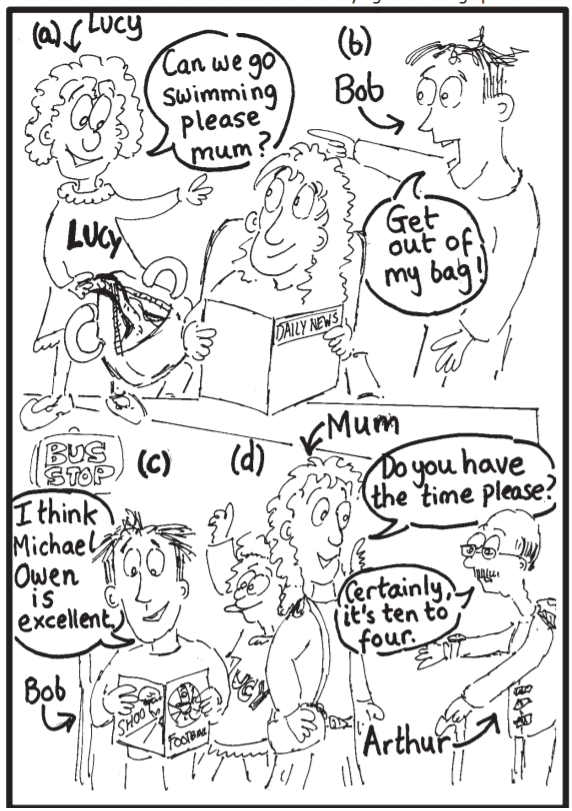 (a)
Lucy
Can we go
swimming
please
mum?
(b)
Bob
Get
out of
my bag!
LUCY
DAILY NEWS
BUS
STOP
(c)
(d)
Mum
Do you have
the time please?
I think
Michael
Owen
is
excellent.
Certainly,
it's ten to
four.
Bob
SHOO
FOOTBALL
Arthur